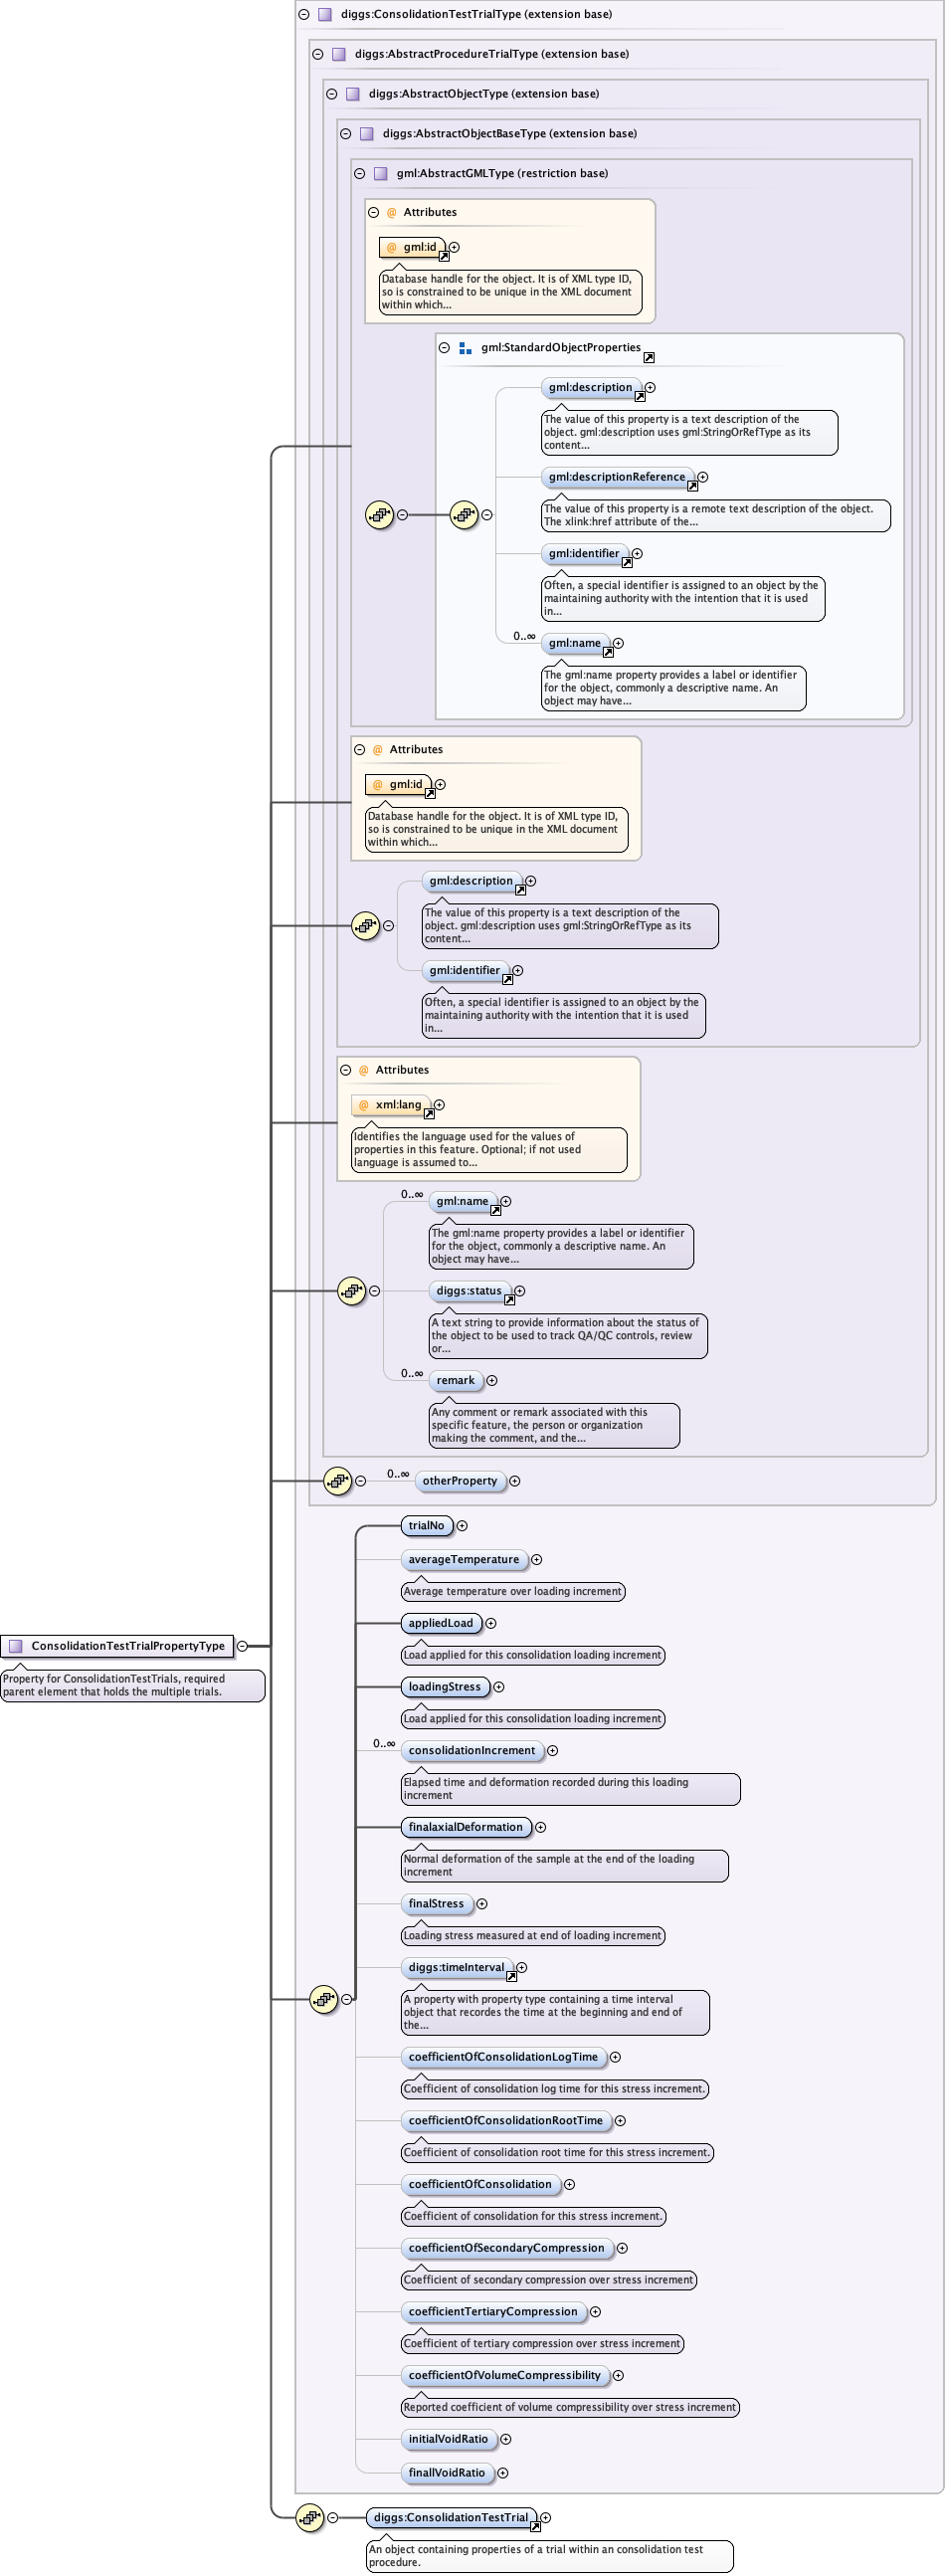 diggs:ConsolidationTestTrialType (extension base)
diggs:AbstractProcedureTrialType (extension base)
diggs:AbstractObjectType (extension base)
diggs:AbstractObjectBaseType (extension base)
gml:AbstractGMLType (restriction base)
@ Attributes
@ gml:id
Database handle for the object. It is of XML type ID,
so is constrained to be unique in the XML document
within which...
gml:StandardObjectProperties
gml:description
The value of this property is a text description of the
object. gml:description uses gml:StringOrRefType as its
content...
gml:descriptionReference
The value of this property is a remote text description of the object.
The xlink:href attribute of the...
gml:identifier
Often, a special identifier is assigned to an object by the
maintaining authority with the intention that it is used
in...
0..∞
gml:name
The gml:name property provides a label or identifier
for the object, commonly a descriptive name. An
object may have...
@ Attributes
@ gml:id
Database handle for the object. It is of XML type ID,
so is constrained to be unique in the XML document
within which...
gml:description
The value of this property is a text description of the
object. gml:description uses gml:StringOrRefType as its
content...
gml:identifier
Often, a special identifier is assigned to an object by the
maintaining authority with the intention that it is used
in...
@ Attributes
@ xml:lang
Identifies the language used for the values of
properties in this feature. Optional; if not used
language is assumed to...
0..∞
gml:name
The gml:name property provides a label or identifier
for the object, commonly a descriptive name. An
object may have...
diggs:status
A text string to provide information about the status of
the object to be used to track QA/QC controls, review
or...
0..∞
remark
Any comment or remark associated with this
specific feature, the person or organization
making the comment, and the...
0..∞
otherProperty
trialNo
averageTemperature
Average temperature over loading increment
appliedLoad
Load applied for this consolidation loading increment
ConsolidationTestTrialPropertyType
Property for ConsolidationTestTrials, required
parent element that holds the multiple trials.
loadingStress
Load applied for this consolidation loading increment
0..∞
consolidationIncrement
Elapsed time and deformation recorded during this loading
increment
finalaxialDeformation
Normal deformation of the sample at the end of the loading
increment
finalStress
Loading stress measured at end of loading increment
diggs:timeInterval
A property with property type containing a time interval
object that recordes the time at the beginning and end of
the...
coefficientOfConsolidationLogTime
Coefficient of consolidation log time for this stress increment.
coefficientOfConsolidationRootTime
Coefficient of consolidation root time for this stress increment.
coefficientOfConsolidation
Coefficient of consolidation for this stress increment.
coefficientOfSecondaryCompression
Coefficient of secondary compression over stress increment
coefficientTertiaryCompression
Coefficient of tertiary compression over stress increment
coefficientOfVolumeCompressibility
Reported coefficient of volume compressibility over stress increment
initialVoidRatio
finallVoidRatio
diggs:ConsolidationTestTrial
An object containing properties of a trial within an consolidation test
procedure.